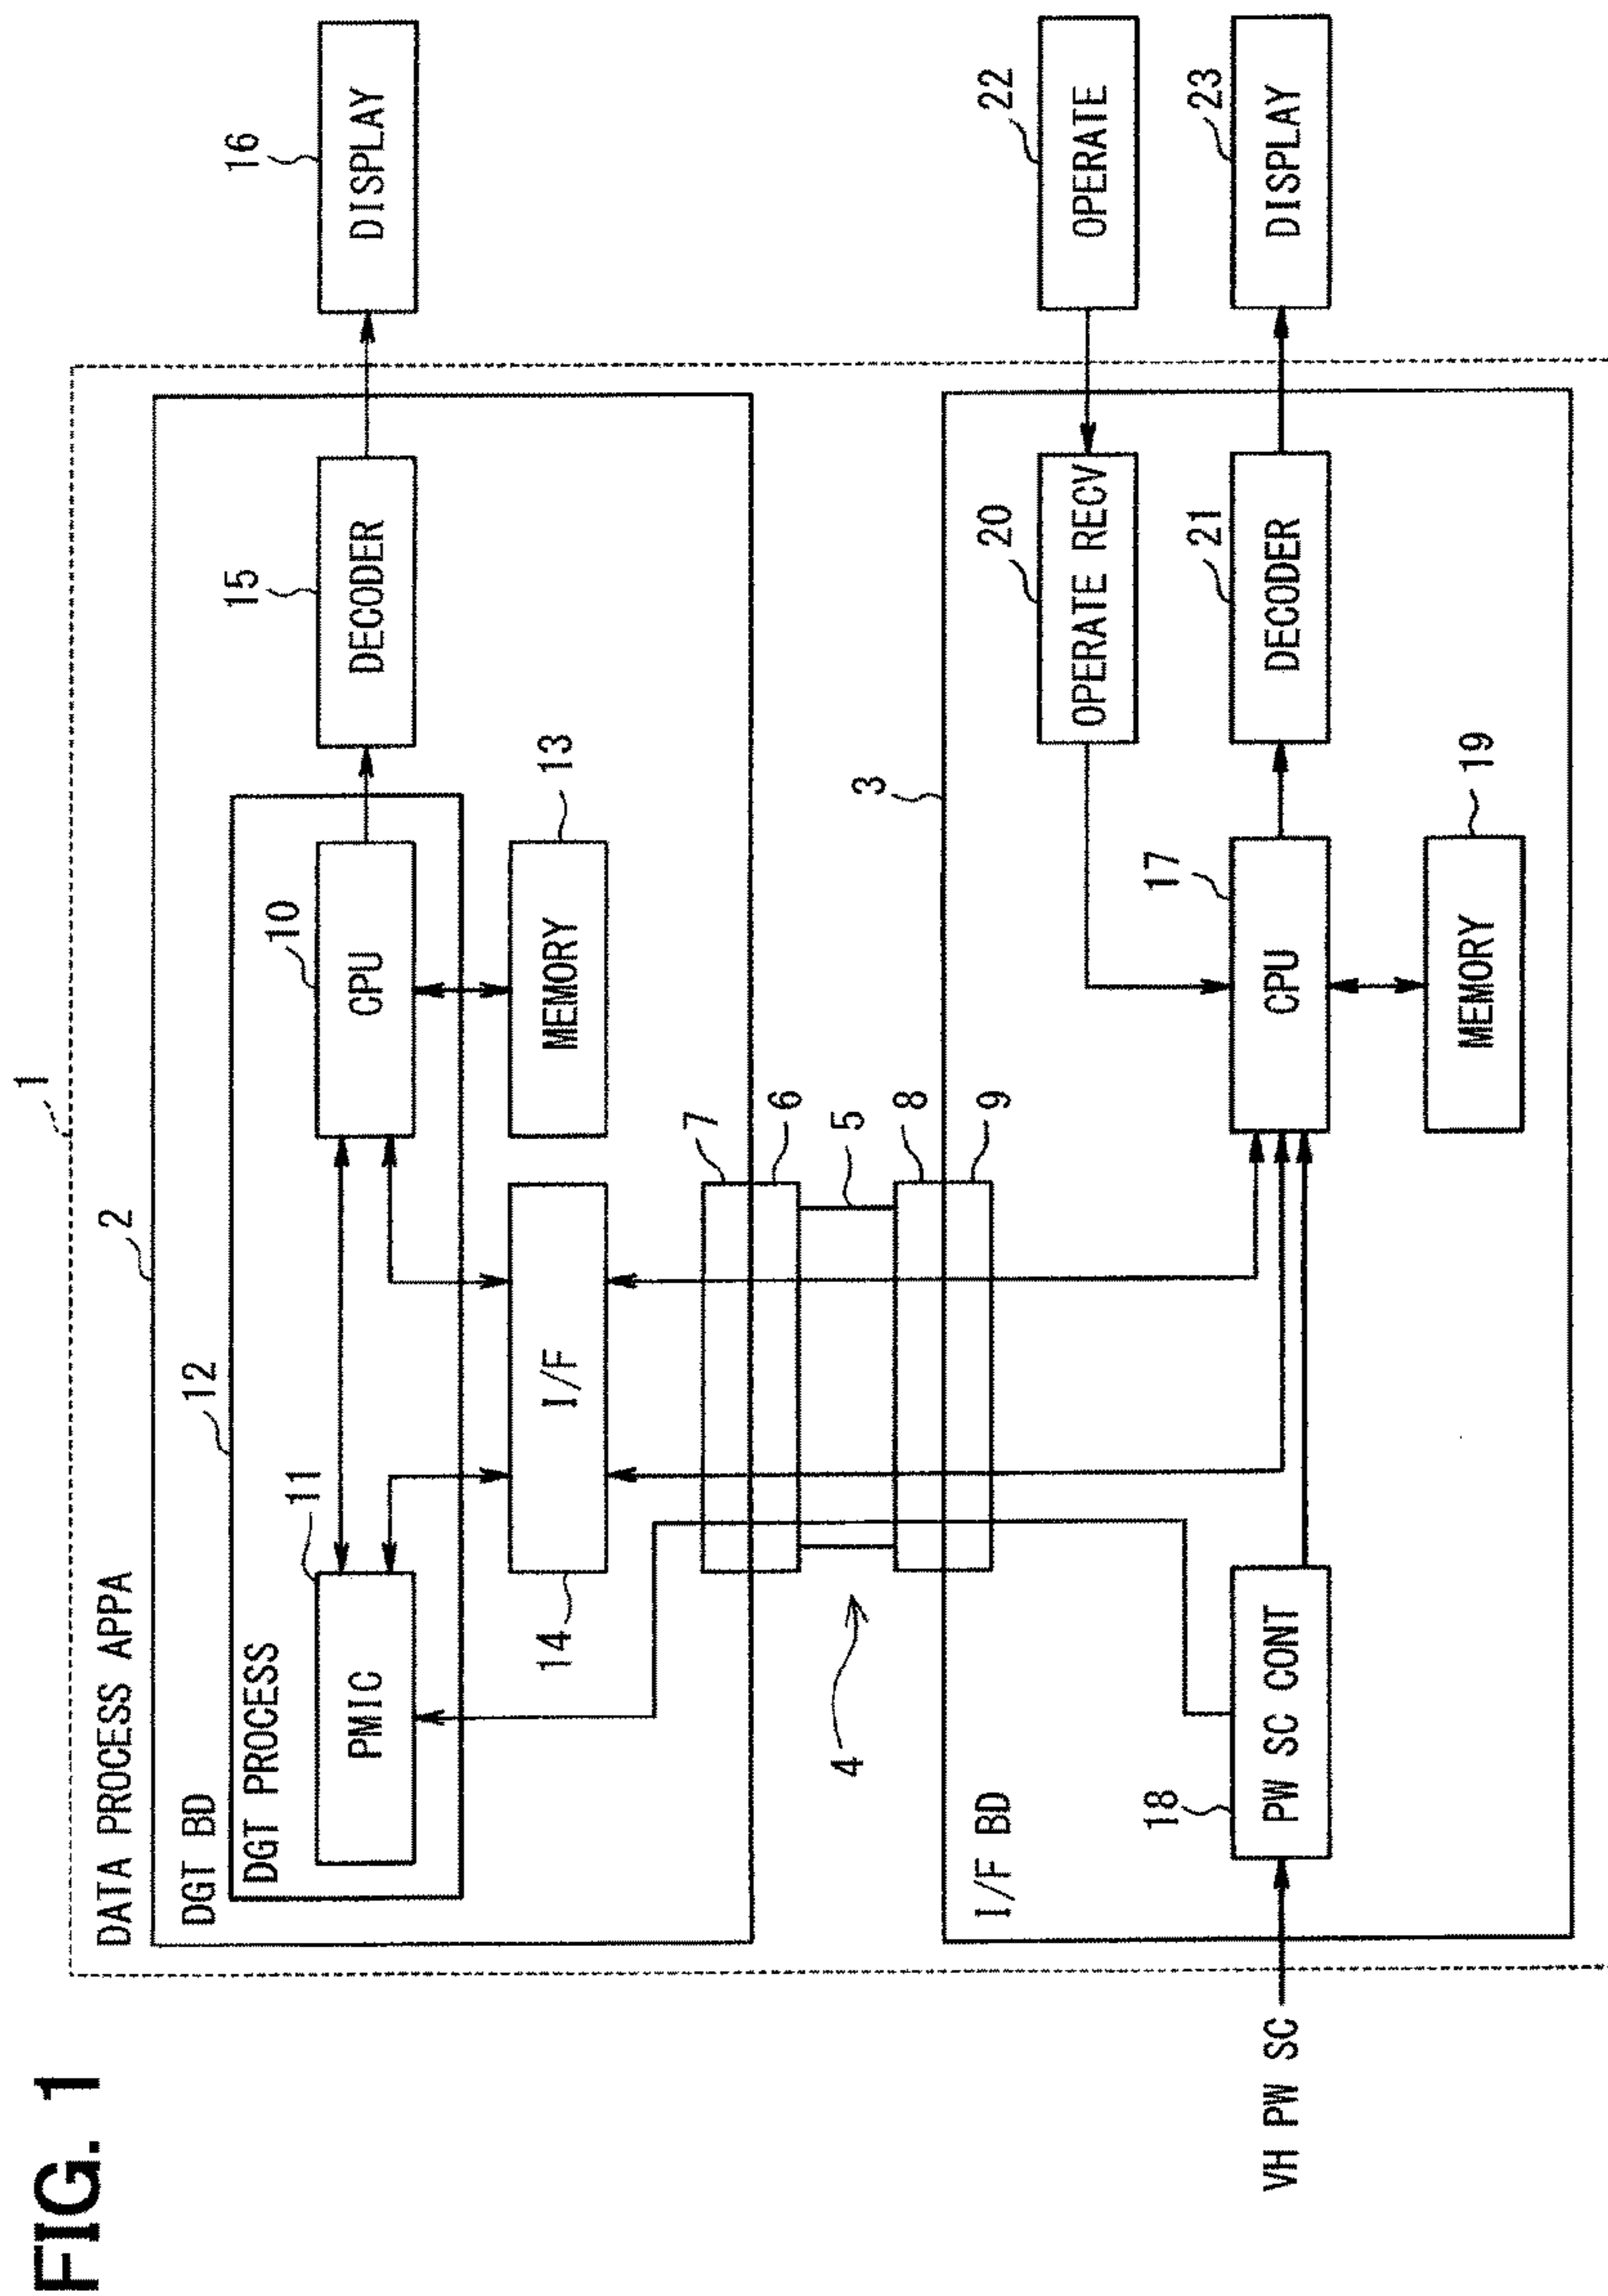 FIG. 1
1
DATA PROCESS APPA
2
DGT BD
12
DGT PROCESS
11
PMIC
10
CPU
15
DECODER
16
DISPLAY
14
I/F
13
MEMORY
7
6
5
4
8
9
3
I/F BD
20
OPERATE RECV
22
OPERATE
VH PW SC
18
PW SC CONT
17
CPU
21
DECODER
23
DISPLAY
19
MEMORY